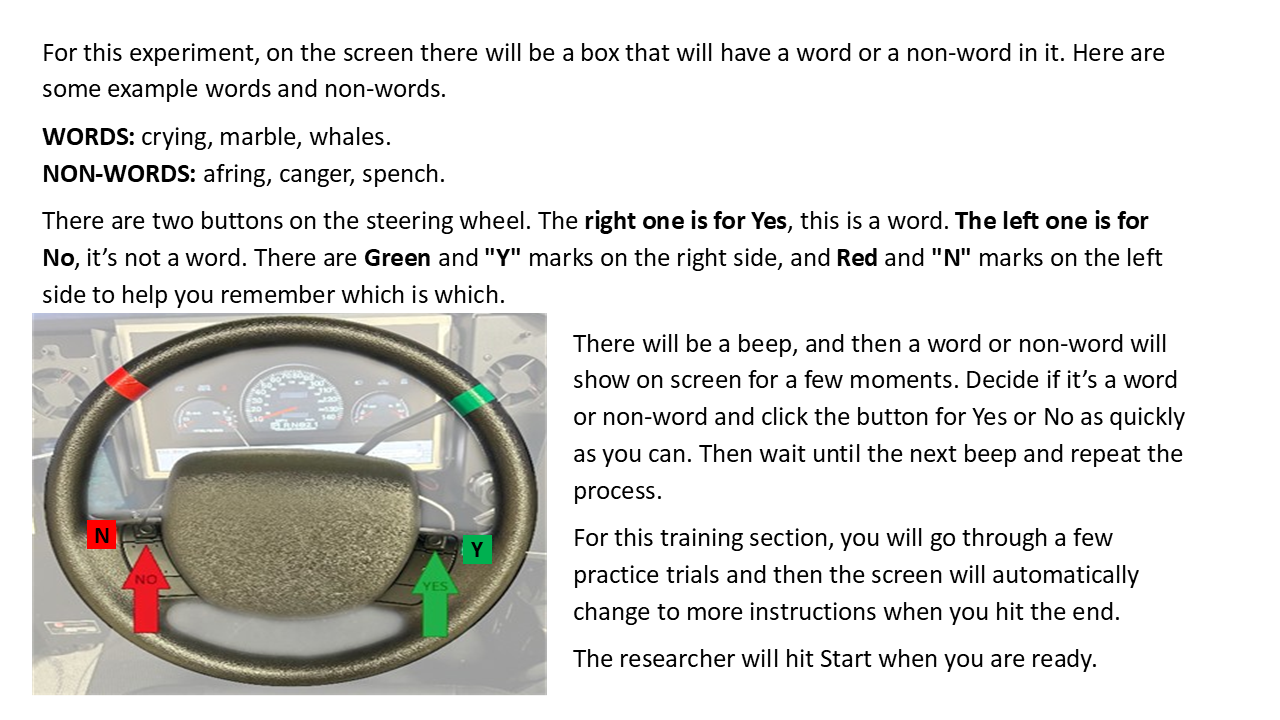 For this experiment, on the screen there will be a box that will have a word or a non-word in it. Here are
some example words and non-words.
WORDS: crying, marble, whales.
NON-WORDS: afring, canger, spench.
There are two buttons on the steering wheel. The right one is for Yes, this is a word. The left one is for
No, it’s not a word. There are Green and "Y" marks on the right side, and Red and "N" marks on the left
side to help you remember which is which.
There will be a beep, and then a word or non-word will
show on screen for a few moments. Decide if it’s a word
or non-word and click the button for Yes or No as quickly
as you can. Then wait until the next beep and repeat the
process.
For this training section, you will go through a few
practice trials and then the screen will automatically
change to more instructions when you hit the end.
The researcher will hit Start when you are ready.
N
Y
NO
YES